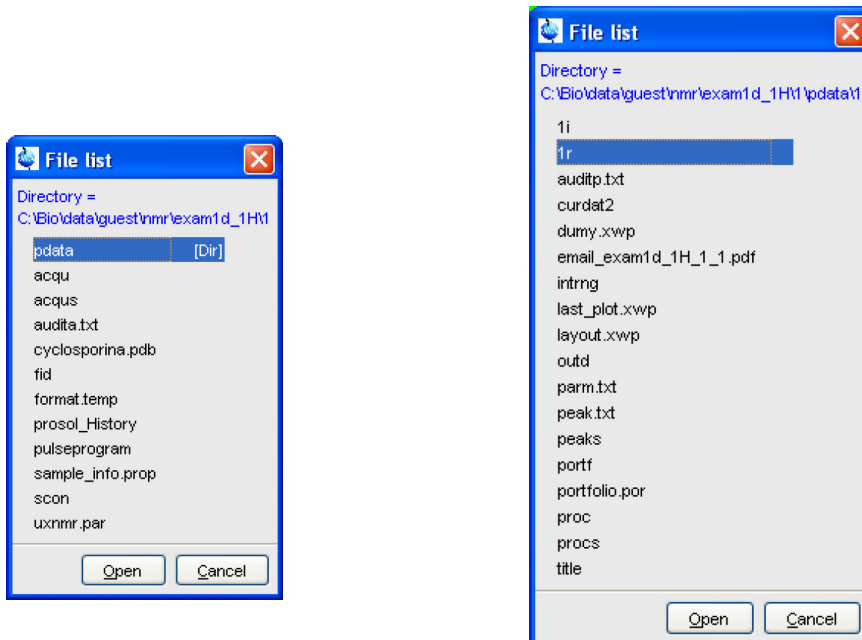 File list
Directory =
C:\Bio\data\guest\nmr\exam1d_1H\1
pdata [Dir]
acqu
acqus
audita.txt
cyclosporina.pdb
fid
format.temp
prosol_History
pulseprogram
sample_info.prop
scon
uxnmr.par
Open Cancel
File list
Directory =
C:\Bio\data\guest\nmr\exam1d_1H\1\pdata\1
1i
1r
auditp.txt
curdat2
dumy.xwp
email_exam1d_1H_1_1.pdf
intrng
last_plot.xwp
layout.xwp
outd
parm.txt
peak.txt
peaks
portf
portfolio.por
proc
procs
title
Open Cancel